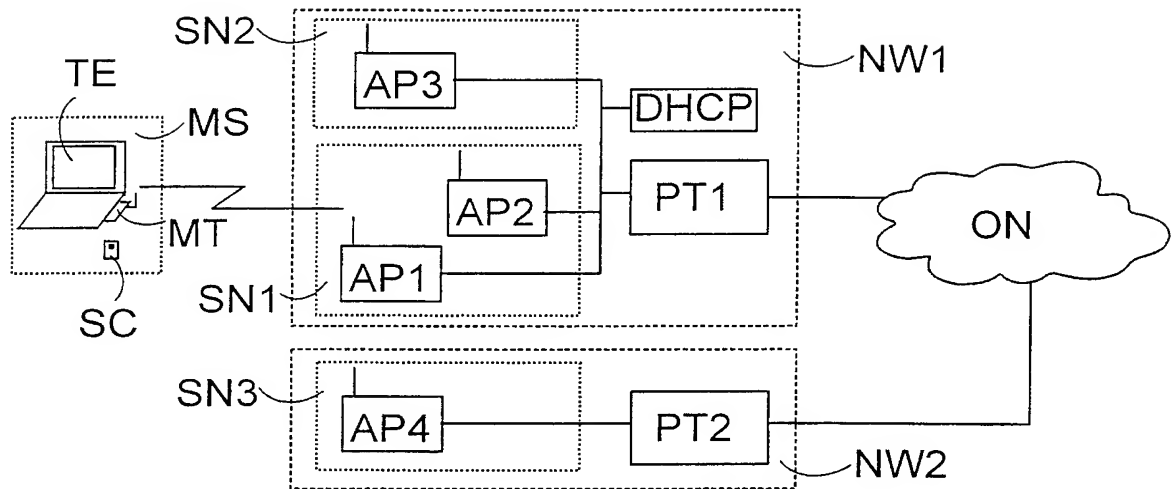 SN2
NW1
TE
AP3
MS
DHCP
AP2
PT1
ON
MT
AP1
SN1
SC
SN3
AP4
PT2
NW2